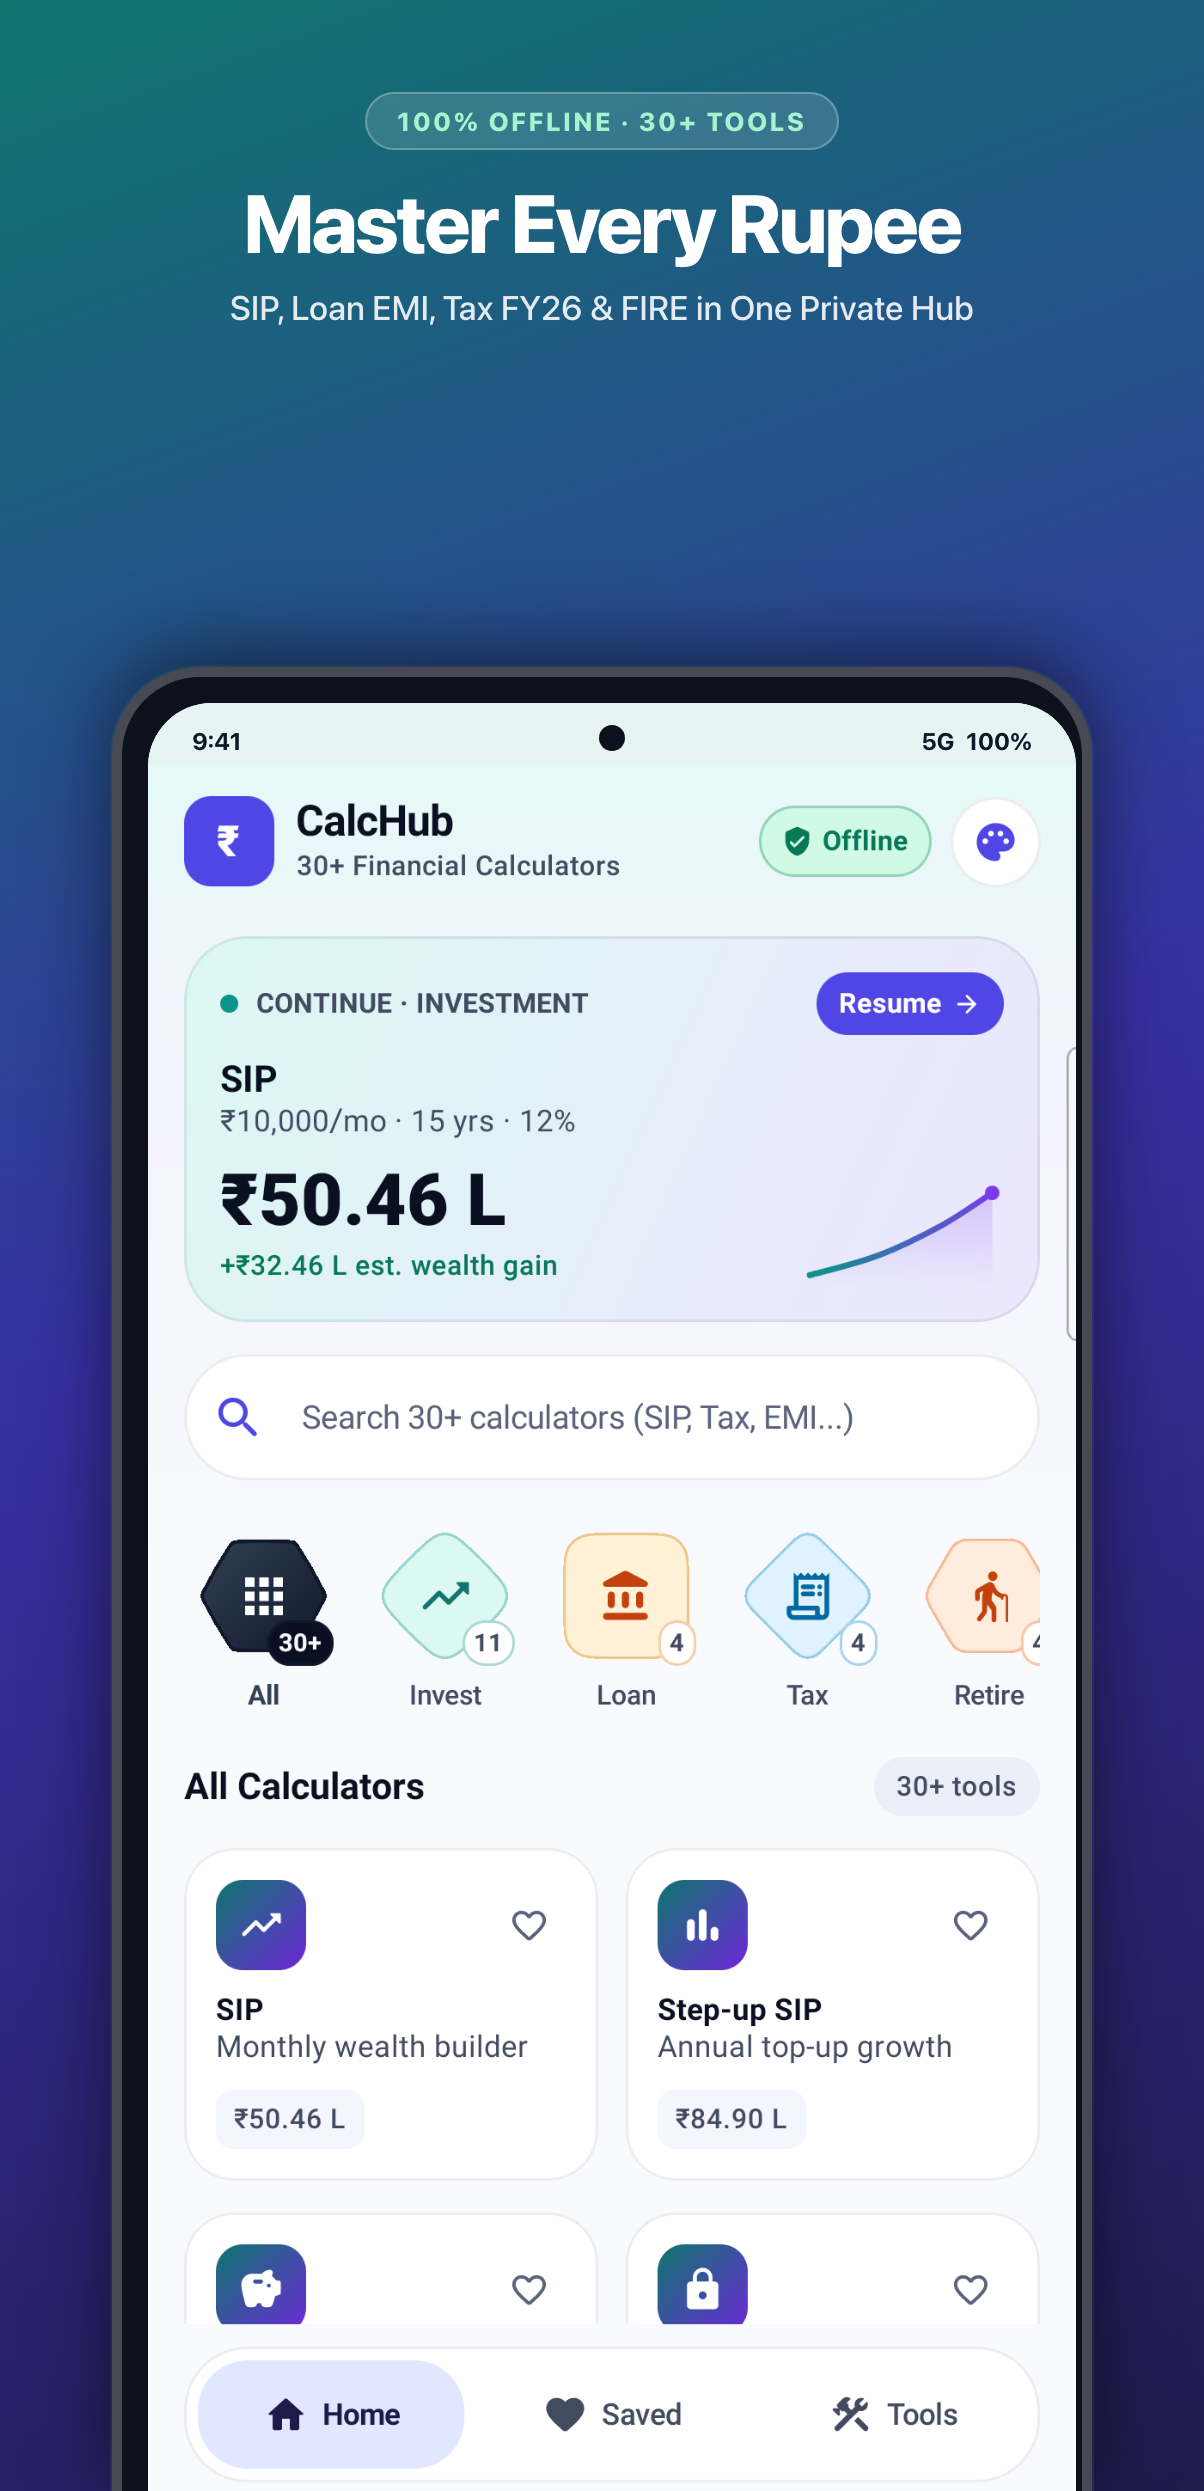 100% OFFLINE · 30+ TOOLS
Master Every Rupee
SIP, Loan EMI, Tax FY26 & FIRE in One Private Hub
9:41
5G 100%
₹
CalcHub
30+ Financial Calculators
Offline
CONTINUE · INVESTMENT
Resume →
SIP
₹10,000/mo · 15 yrs · 12%
₹50.46 L
+₹32.46 L est. wealth gain
Search 30+ calculators (SIP, Tax, EMI...)
30+
11
4
4
4
All
Invest
Loan
Tax
Retire
All Calculators
30+ tools
SIP
Monthly wealth builder
₹50.46 L
Step-up SIP
Annual top-up growth
₹84.90 L
Home
Saved
Tools